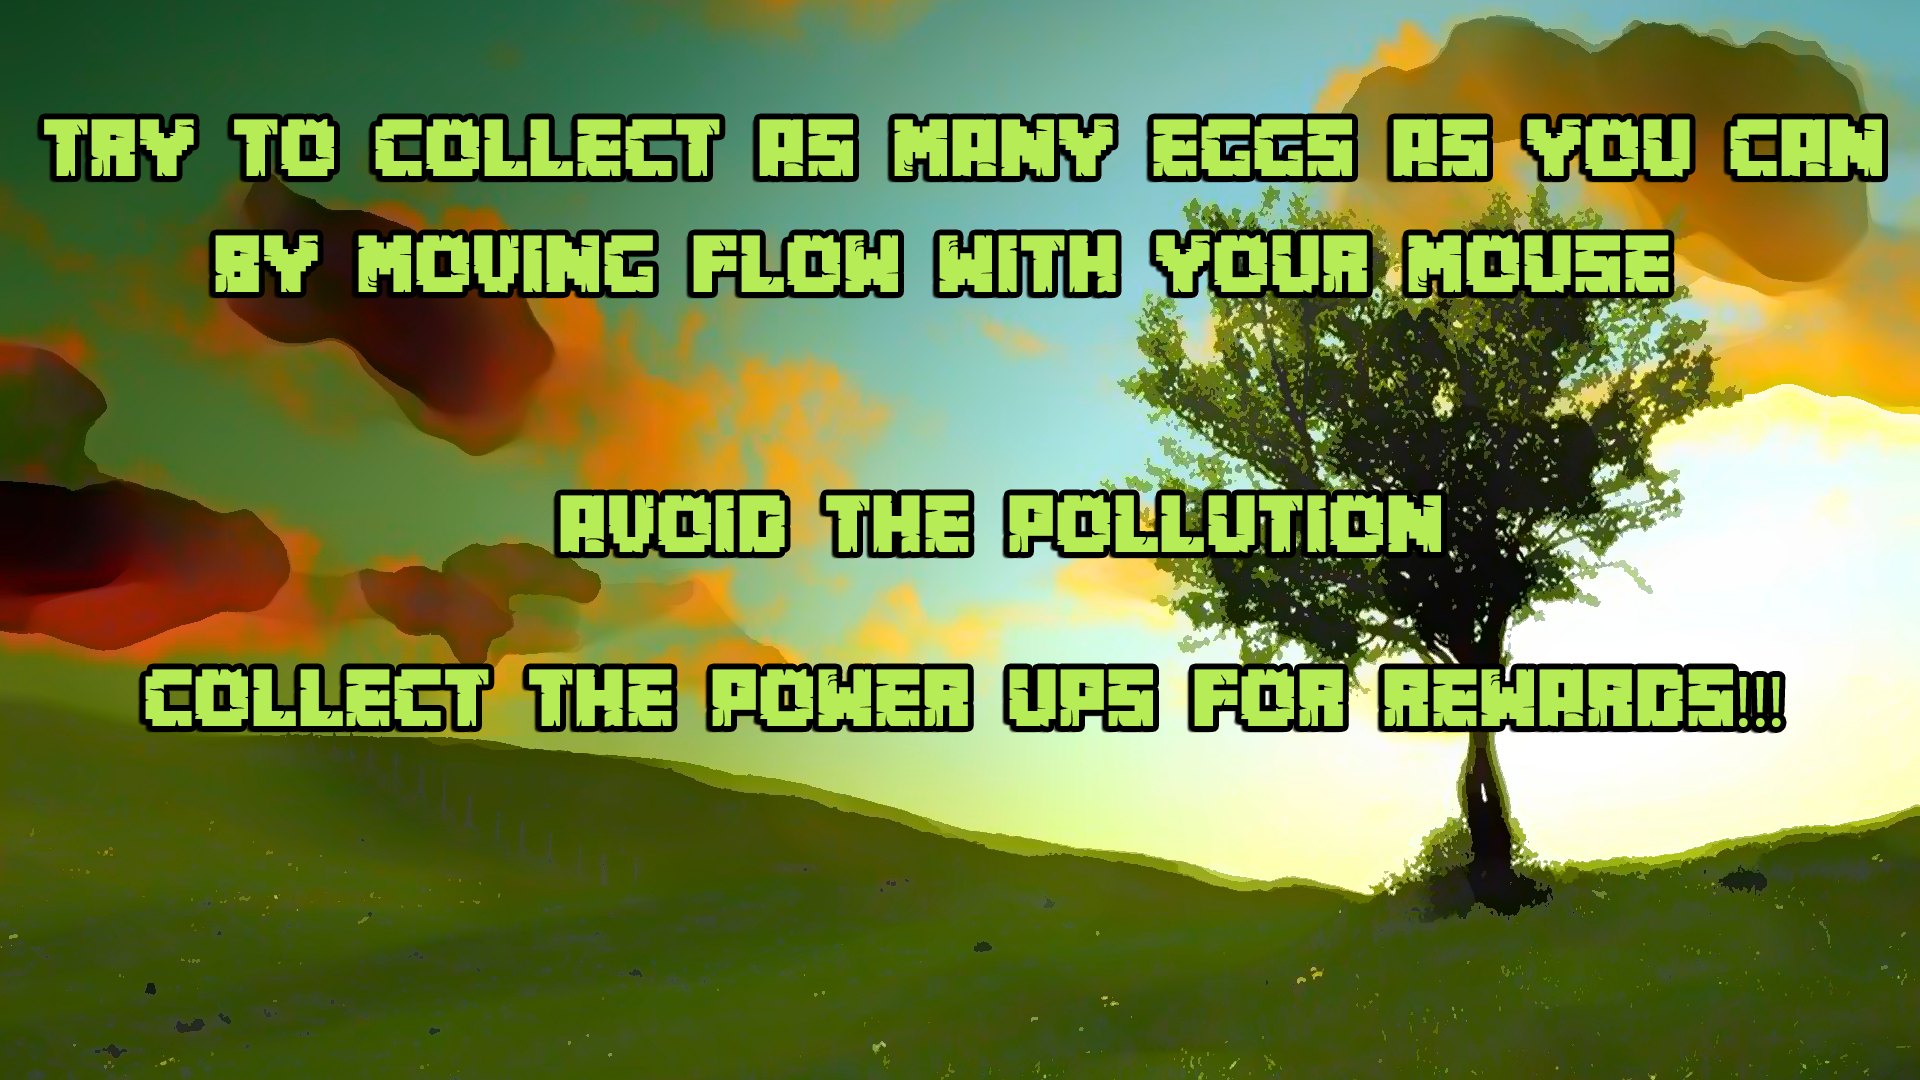 TRY TO COLLECT AS MANY EGGS AS YOU CAN
BY MOVING FLOW WITH YOUR MOUSE
AVOID THE POLLUTION
COLLECT THE POWER UPS FOR REWARDS!!!